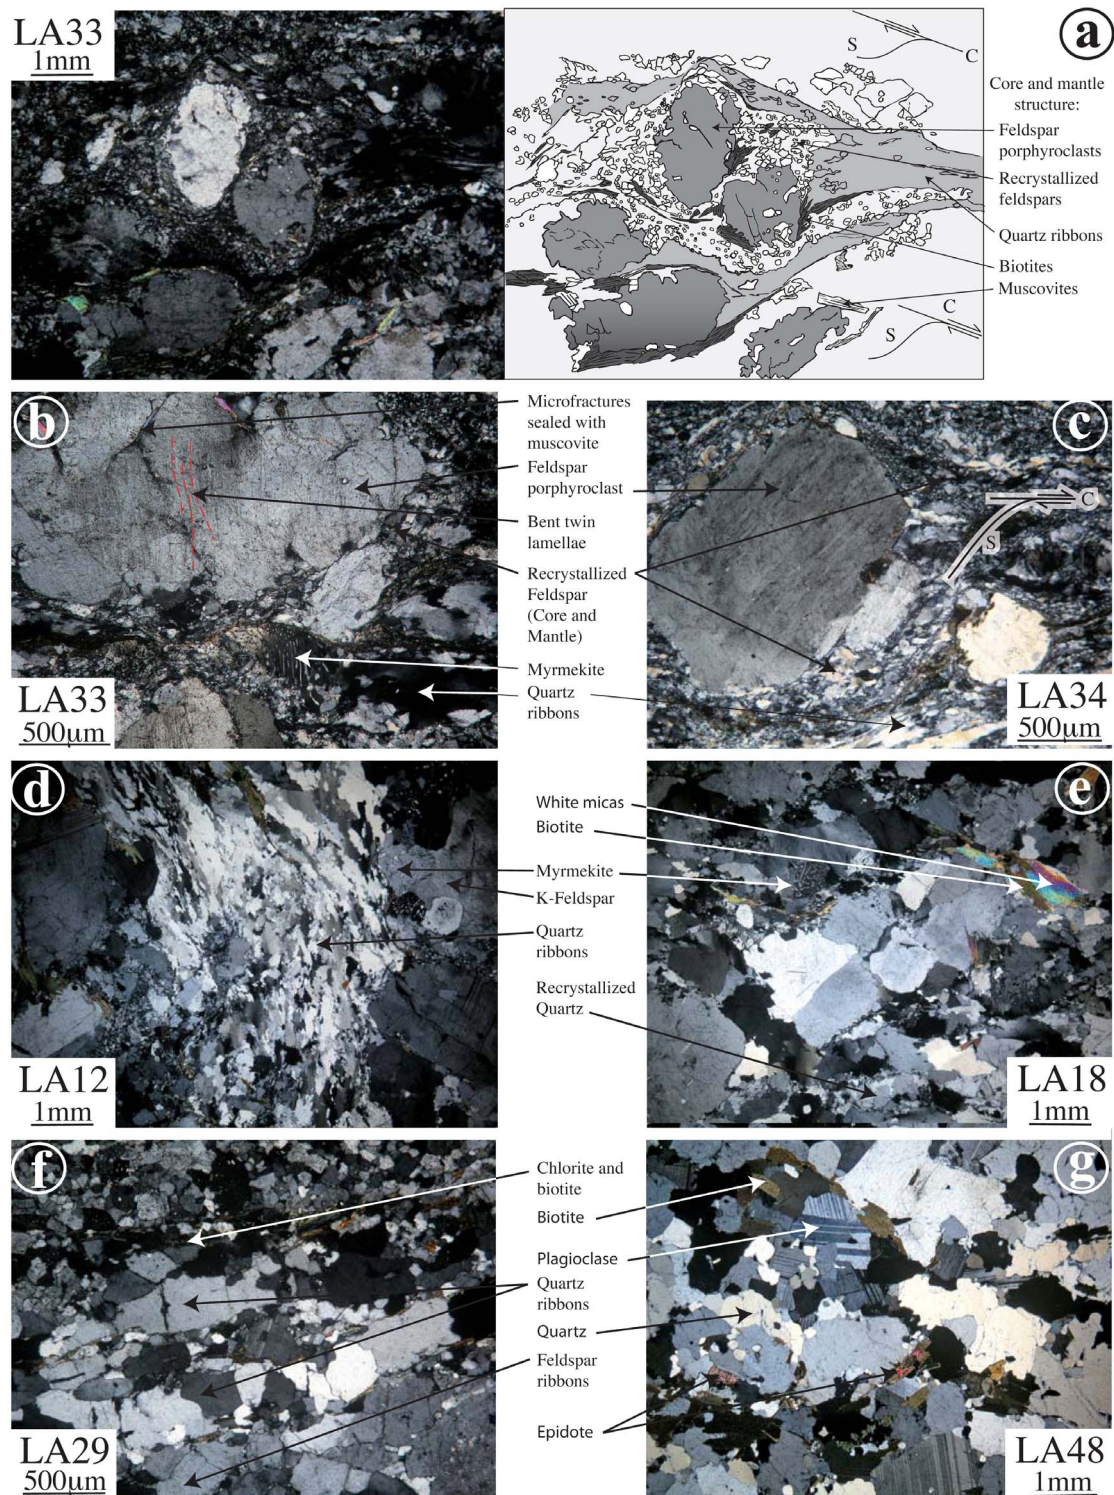 LA33
1mm
S
C
a
Core and mantle
structure:
Feldspar
porphyroclasts
Recrystallized
feldspars
Quartz ribbons
Biotites
Muscovites
C
S
b
Microfractures
sealed with
muscovite
Feldspar
porphyroclast
Bent twin
lamellae
Recrystallized
Feldspar
(Core and
Mantle)
Myrmekite
Quartz
ribbons
LA33
500µm
c
C
S
LA34
500µm
d
LA12
1mm
White micas
Biotite
Myrmekite
K-Feldspar
Quartz
ribbons
Recrystallized
Quartz
e
LA18
1mm
f
LA29
500µm
Chlorite and
biotite
Biotite
Plagioclase
Quartz
ribbons
Quartz
Feldspar
ribbons
Epidote
g
LA48
1mm